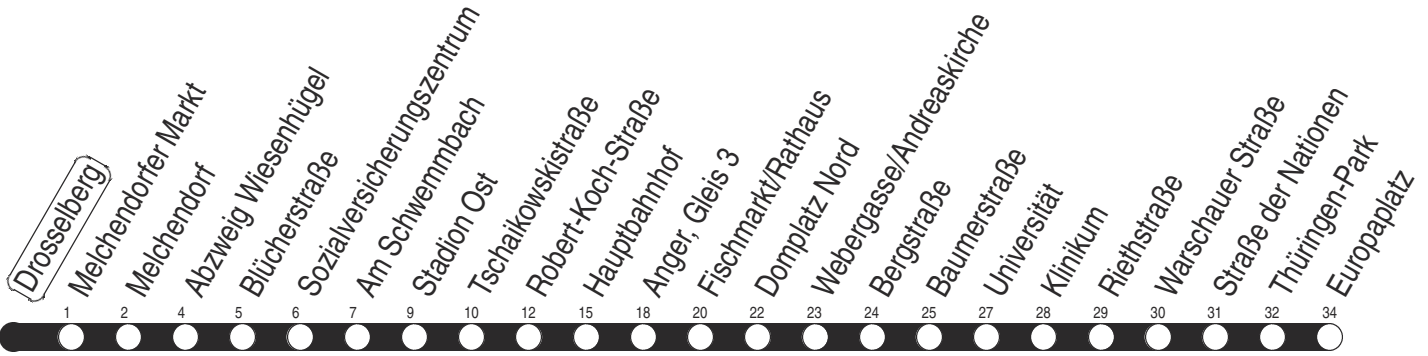 Drosselberg
Melchendorfer Markt
Melchendorf
Abzweig Wiesenhügel
Blücherstraße
Sozialversicherungszentrum
Am Schwemmbach
Stadion Ost
Tschaikowskistraße
Robert-Koch-Straße
Hauptbahnhof
Anger, Gleis 3
Fischmarkt/Rathaus
Domplatz Nord
Webergasse/Andreaskirche
Bergstraße
Baumerstraße
Universität
Klinikum
Riethstraße
Warschauer Straße
Straße der Nationen
Thüringen-Park
Europaplatz
1 2 4 5 6 7 9 10 12 15 18 20 22 23 24 25 27 28 29 30 31 32 34